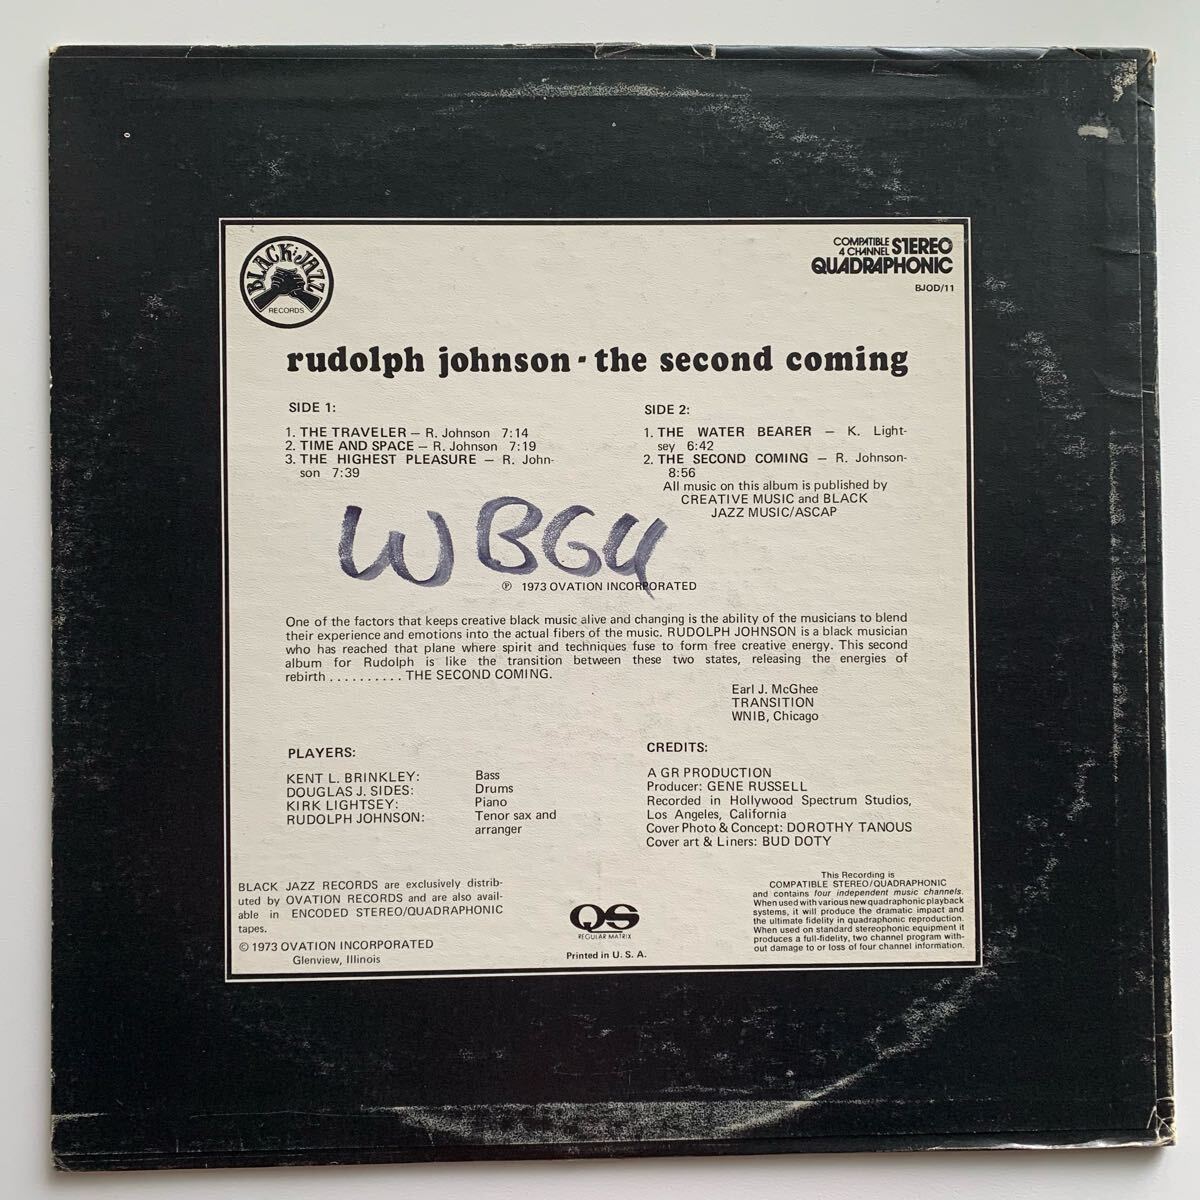 BLACK JAZZ
RECORDS
COMPATIBLE
4 CHANNEL STEREO
QUADRAPHONIC
BJQD/11
rudolph johnson - the second coming
SIDE 1:
1. THE TRAVELER — R. Johnson 7:14
2. TIME AND SPACE — R. Johnson 7:19
3. THE HIGHEST PLEASURE — R. John-
son 7:39
SIDE 2:
1. THE WATER BEARER — K. Light-
sey 6:42
2. THE SECOND COMING — R. Johnson-
8:56
All music on this album is published by
CREATIVE MUSIC and BLACK
JAZZ MUSIC/ASCAP
WBGU
℗ 1973 OVATION INCORPORATED
One of the factors that keeps creative black music alive and changing is the ability of the musicians to blend
their experience and emotions into the actual fibers of the music. RUDOLPH JOHNSON is a black musician
who has reached that plane where spirit and techniques fuse to form free creative energy. This second
album for Rudolph is like the transition between these two states, releasing the energies of
rebirth . . . . . . . . . . THE SECOND COMING.
Earl J. McGhee
TRANSITION
WNIB, Chicago
PLAYERS:
KENT L. BRINKLEY: Bass
DOUGLAS J. SIDES: Drums
KIRK LIGHTSEY: Piano
RUDOLPH JOHNSON: Tenor sax and
arranger
CREDITS:
A GR PRODUCTION
Producer: GENE RUSSELL
Recorded in Hollywood Spectrum Studios,
Los Angeles, California
Cover Photo & Concept: DOROTHY TANOUS
Cover art & Liners: BUD DOTY
BLACK JAZZ RECORDS are exclusively distrib-
uted by OVATION RECORDS and are also avail-
able in ENCODED STEREO/QUADRAPHONIC
tapes.
© 1973 OVATION INCORPORATED
Glenview, Illinois
QS
REGULAR MATRIX
Printed in U. S. A.
This Recording is
COMPATIBLE STEREO/QUADRAPHONIC
and contains four independent music channels.
When used with various new quadraphonic playback
systems, it will produce the dramatic impact and
the ultimate fidelity in quadraphonic reproduction.
When used on standard stereophonic equipment it
produces a full-fidelity, two channel program with-
out damage to or loss of four channel information.